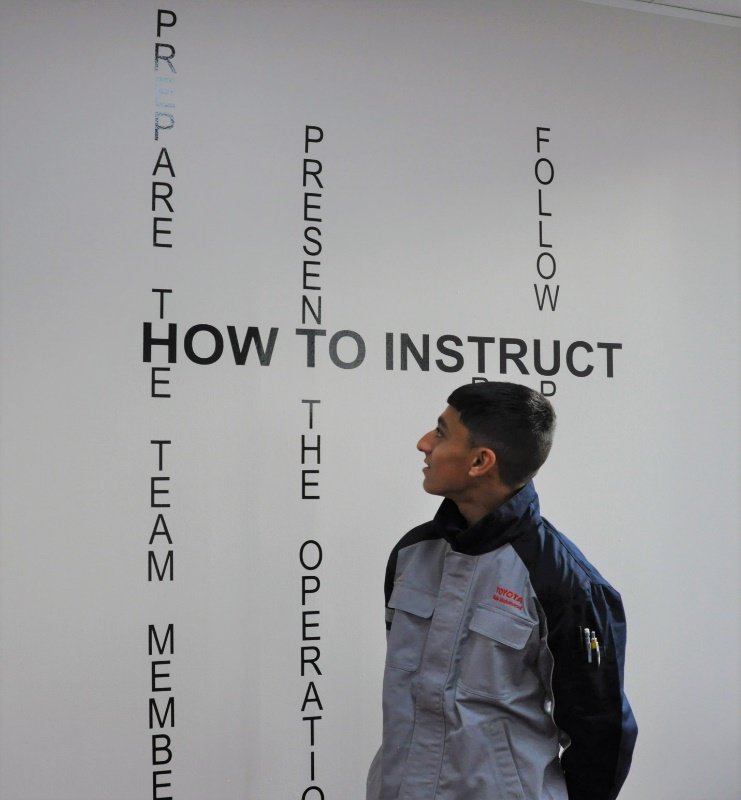 PREPARE THE TEAM MEMBE
PRESENT THE OPERATIO
FOLLOW
HOW TO INSTRUCT
TOYOTA